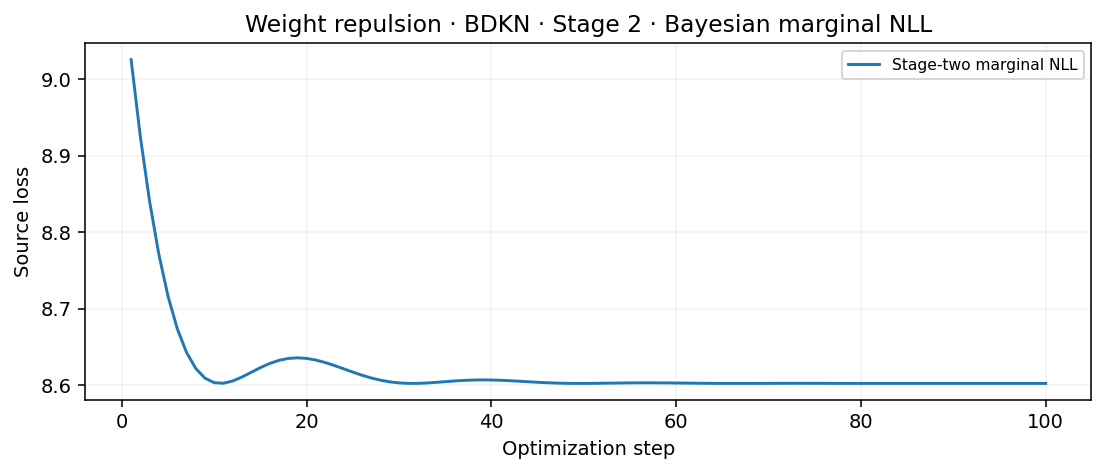 Weight repulsion · BDKN · Stage 2 · Bayesian marginal NLL
Stage-two marginal NLL
Source loss
9.0
8.9
8.8
8.7
8.6
0 20 40 60 80 100
Optimization step